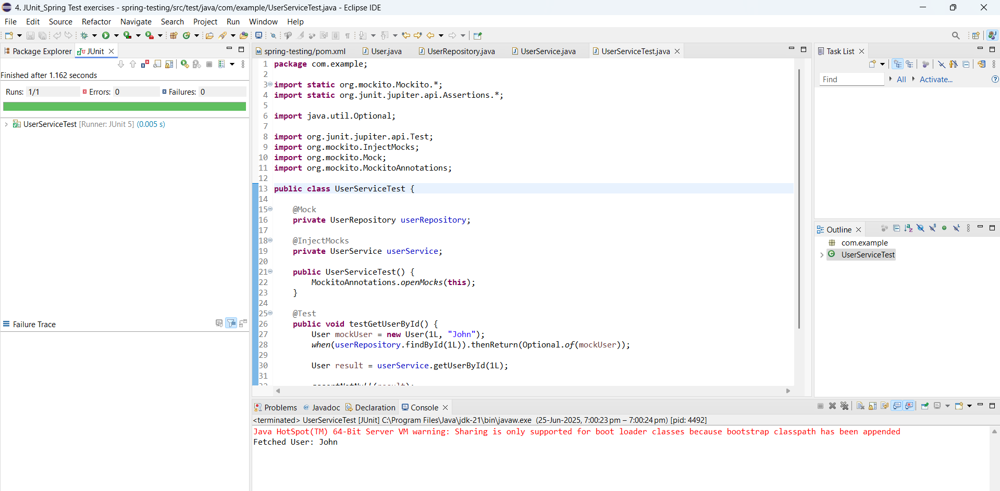 4. JUnit_Spring Test exercises - spring-testing/src/test/java/com/example/UserServiceTest.java - Eclipse IDE
File Edit Source Refactor Navigate Search Project Run Window Help
Package Explorer JUnit
Finished after 1.162 seconds
Runs: 1/1 Errors: 0 Failures: 0
UserServiceTest [Runner: JUnit 5] (0.005 s)
Failure Trace
spring-testing/pom.xml User.java UserRepository.java UserService.java UserServiceTest.java
1 package com.example;
2
3 import static org.mockito.Mockito.*;
4 import static org.junit.jupiter.api.Assertions.*;
5
6 import java.util.Optional;
7
8 import org.junit.jupiter.api.Test;
9 import org.mockito.InjectMocks;
10 import org.mockito.Mock;
11 import org.mockito.MockitoAnnotations;
12
13 public class UserServiceTest {
14
15 @Mock
16 private UserRepository userRepository;
17
18 @InjectMocks
19 private UserService userService;
20
21 public UserServiceTest() {
22 MockitoAnnotations.openMocks(this);
23 }
24
25 @Test
26 public void testGetUserById() {
27 User mockUser = new User(1L, "John");
28 when(userRepository.findById(1L)).thenReturn(Optional.of(mockUser));
29
30 User result = userService.getUserById(1L);
31
Task List
Find All Activate...
Outline
com.example
UserServiceTest
Problems Javadoc Declaration Console
<terminated> UserServiceTest [JUnit] C:\Program Files\Java\jdk-21\bin\javaw.exe (25-Jun-2025, 7:00:23 pm – 7:00:24 pm) [pid: 4492]
Java HotSpot(TM) 64-Bit Server VM warning: Sharing is only supported for boot loader classes because bootstrap classpath has been appended
Fetched User: John